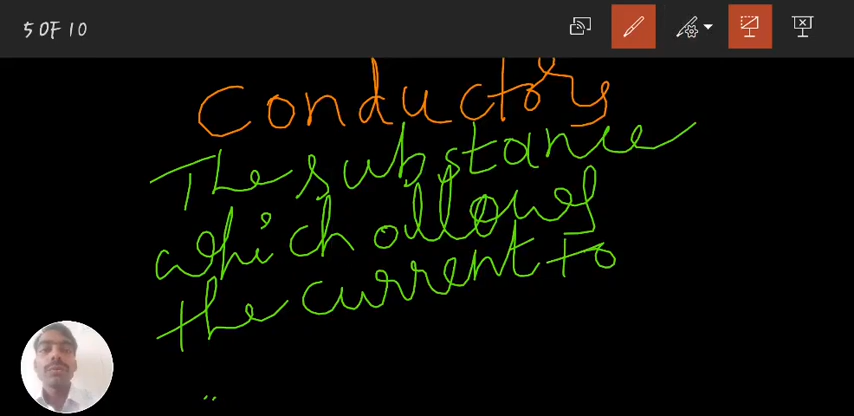 5 OF 10
Conductors
The substance
which allows
the current to